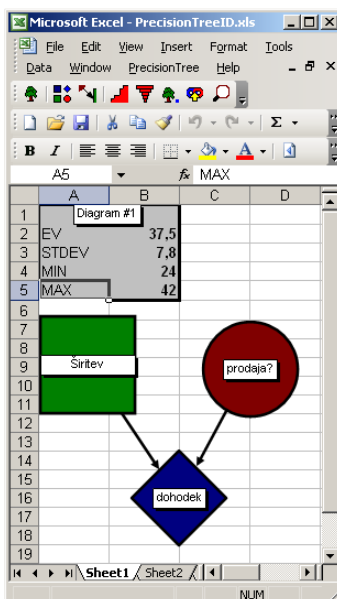 Microsoft Excel - PrecisionTreeID.xls
File Edit View Insert Format Tools
Data Window PrecisionTree Help
Σ
B I A
A5 fx MAX
A B C D
1 Diagram #1
2 EV 37,5
3 STDEV 7,8
4 MIN 24
5 MAX 42
6
7
8
9 Širitev prodaja?
10
11
12
13
14
15
16 dohodek
17
18
19
Sheet1 Sheet2
NUM